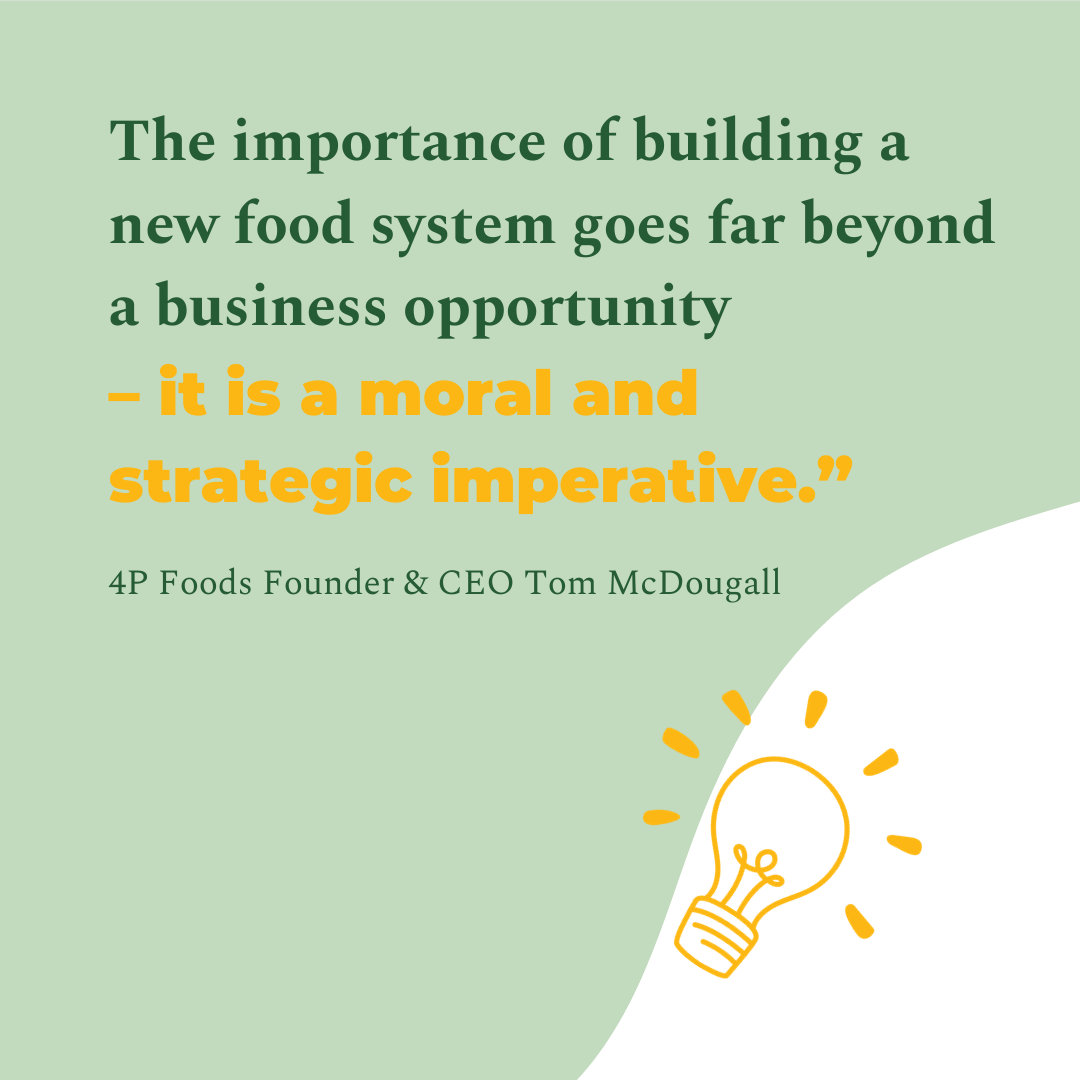 The importance of building a
new food system goes far beyond
a business opportunity
– it is a moral and
strategic imperative.”
4P Foods Founder & CEO Tom McDougall